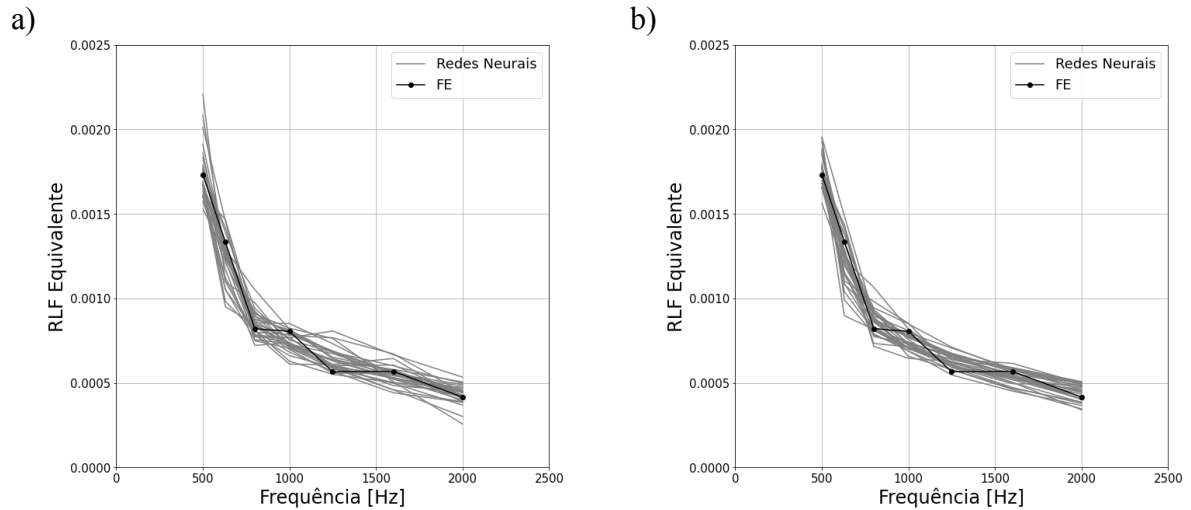 a)
0.0025
0.0020
0.0015
0.0010
0.0005
0.0000
RLF Equivalente
Redes Neurais
FE
0
500
1000
1500
2000
2500
Frequência [Hz]
b)
0.0025
0.0020
0.0015
0.0010
0.0005
0.0000
RLF Equivalente
Redes Neurais
FE
0
500
1000
1500
2000
2500
Frequência [Hz]